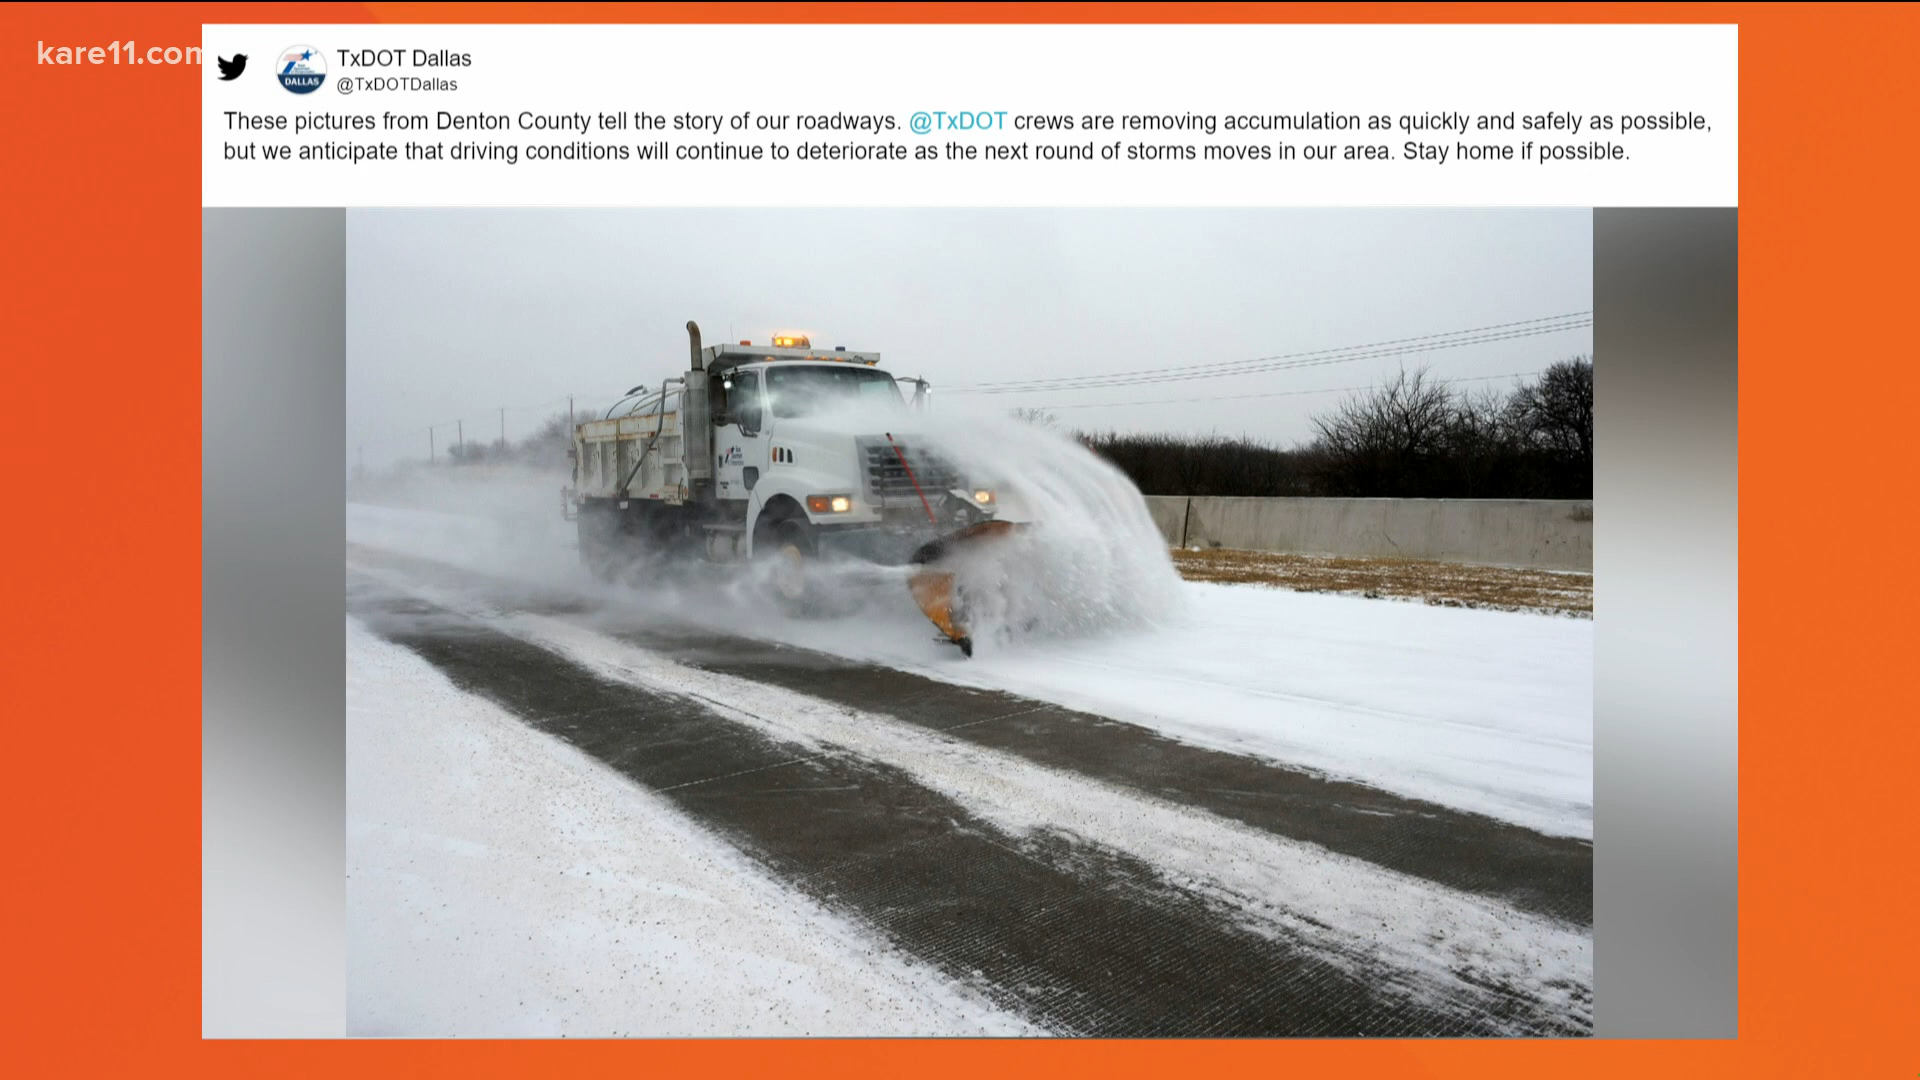 kare11.com
TxDOT Dallas
DALLAS
@TxDOTDallas
These pictures from Denton County tell the story of our roadways. @TxDOT crews are removing accumulation as quickly and safely as possible,
but we anticipate that driving conditions will continue to deteriorate as the next round of storms moves in our area. Stay home if possible.